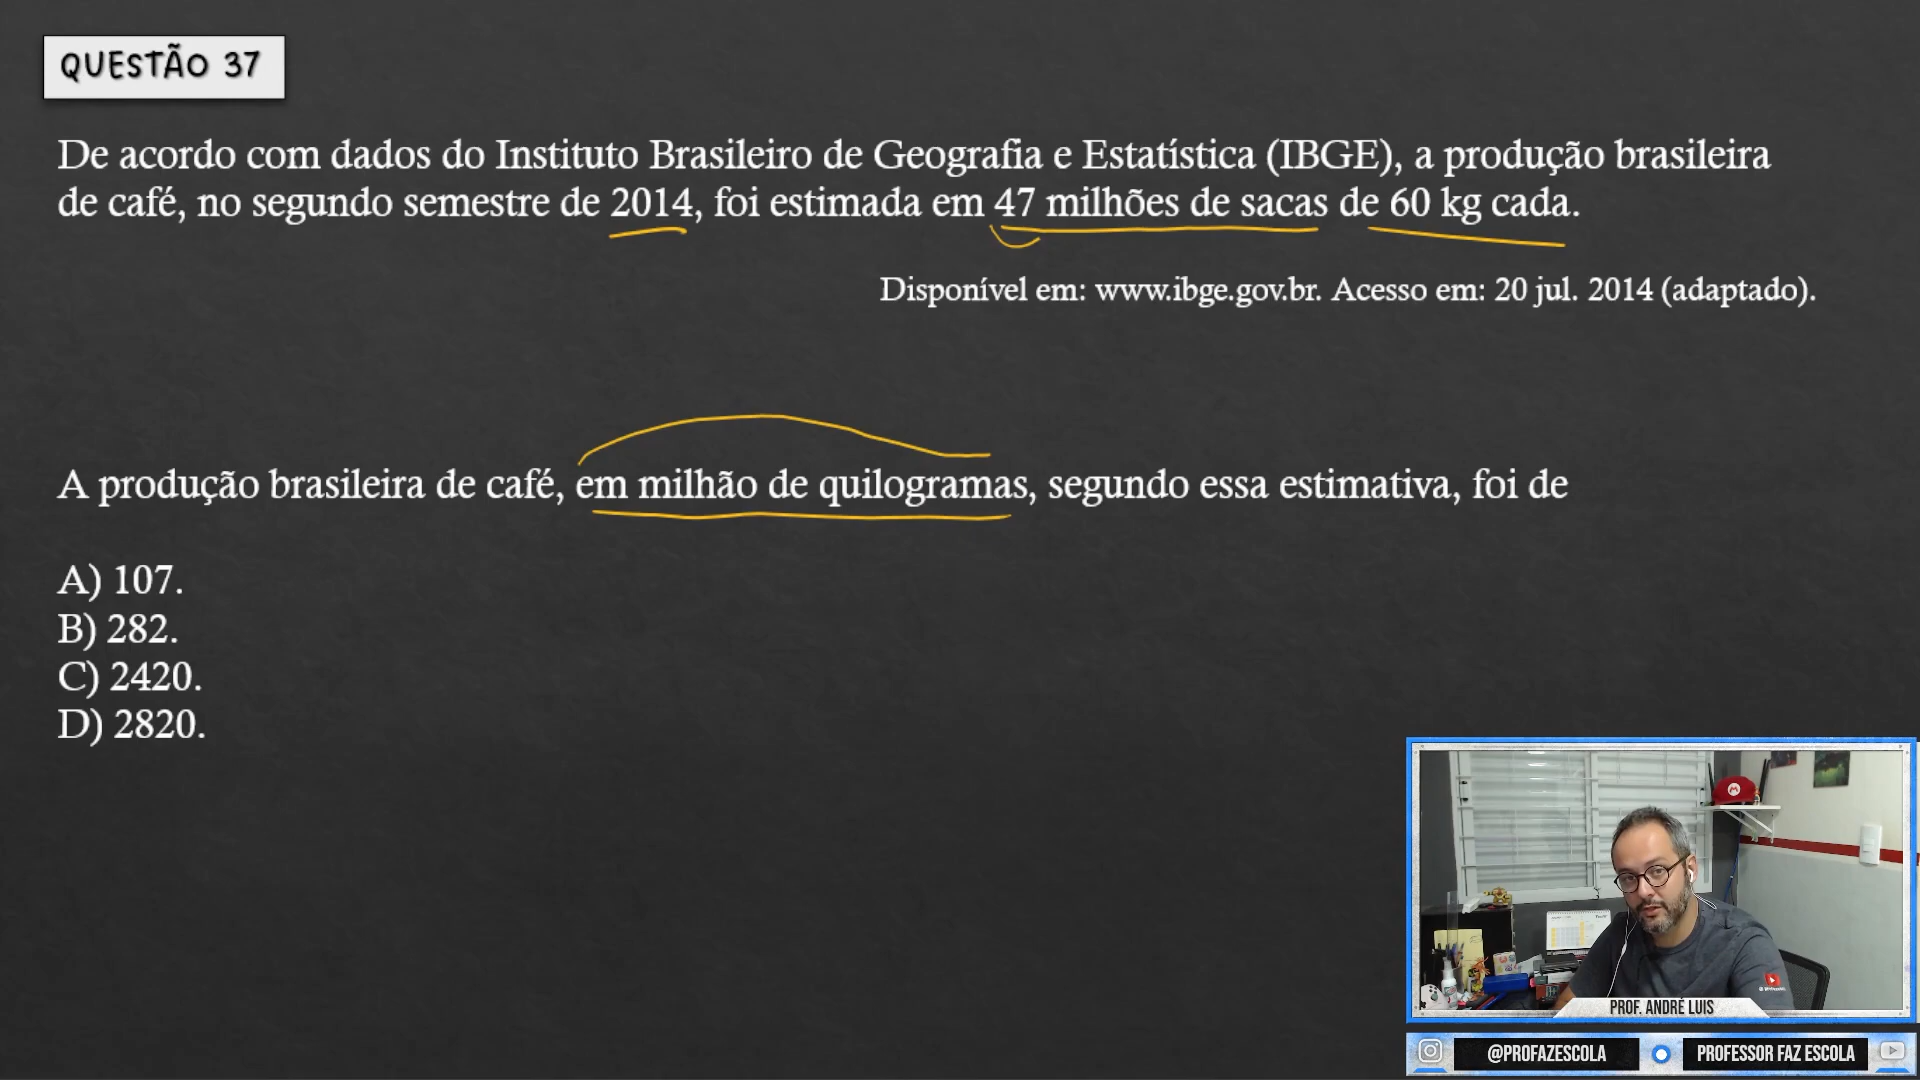 QUESTÃO 37
De acordo com dados do Instituto Brasileiro de Geografia e Estatística (IBGE), a produção brasileira
de café, no segundo semestre de 2014, foi estimada em 47 milhões de sacas de 60 kg cada.
Disponível em: www.ibge.gov.br. Acesso em: 20 jul. 2014 (adaptado).
A produção brasileira de café, em milhão de quilogramas, segundo essa estimativa, foi de
A) 107.
B) 282.
C) 2420.
D) 2820.
M
PROF. ANDRÉ LUIS
@PROFAZESCOLA
PROFESSOR FAZ ESCOLA